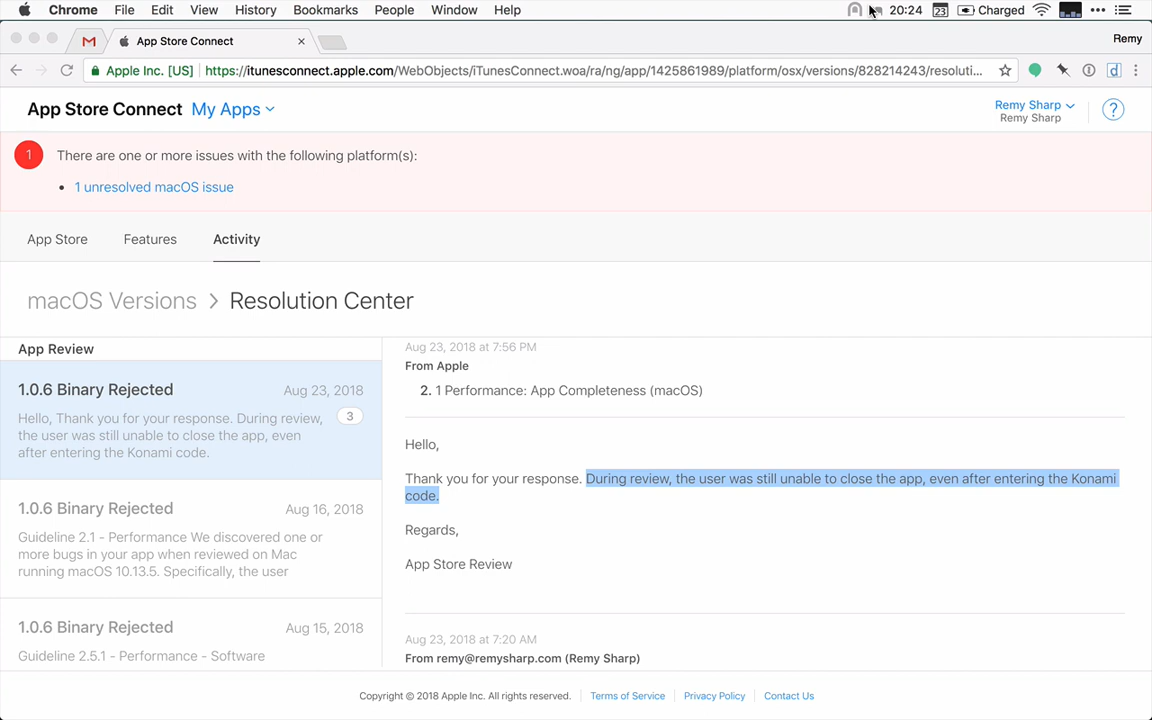 Chrome File Edit View History Bookmarks People Window Help 20:24 23 Charged
App Store Connect Remy
Apple Inc. [US] https://itunesconnect.apple.com/WebObjects/iTunesConnect.woa/ra/ng/app/1425861989/platform/osx/versions/828214243/resoluti...
App Store Connect My Apps Remy Sharp ?
Remy Sharp
1 There are one or more issues with the following platform(s):
• 1 unresolved macOS issue
App Store Features Activity
macOS Versions > Resolution Center
App Review
1.0.6 Binary Rejected Aug 23, 2018
Hello, Thank you for your response. During review, 3
the user was still unable to close the app, even
after entering the Konami code.
1.0.6 Binary Rejected Aug 16, 2018
Guideline 2.1 - Performance We discovered one or
more bugs in your app when reviewed on Mac
running macOS 10.13.5. Specifically, the user
1.0.6 Binary Rejected Aug 15, 2018
Guideline 2.5.1 - Performance - Software
Aug 23, 2018 at 7:56 PM
From Apple
2. 1 Performance: App Completeness (macOS)
Hello,
Thank you for your response. During review, the user was still unable to close the app, even after entering the Konami
code.
Regards,
App Store Review
Aug 23, 2018 at 7:20 AM
From remy@remysharp.com (Remy Sharp)
Copyright © 2018 Apple Inc. All rights reserved. Terms of Service Privacy Policy Contact Us